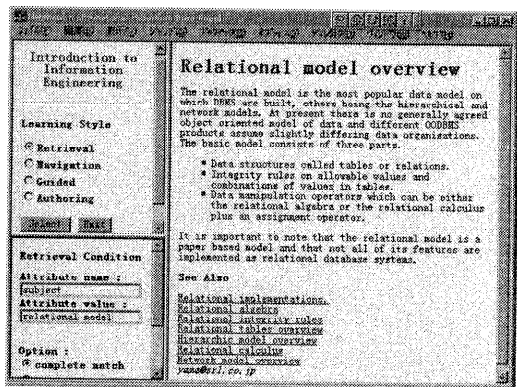 Introduction to
Information
Engineering
Learning Style
Retrieval
Navigation
Guided
Authoring
Select Exit
Retrieval Condition
Attribute name :
subject
Attribute value :
relational model
Option :
complete match
Relational model overview
The relational model is the most popular data model on
which DBMS are built, others being the hierarchical and
network models. At present there is no generally agreed
object oriented model of data and different OODBMS
products assume slightly differing data organisations.
The basic model consists of three parts.
Data structures called tables or relations.
Integrity rules on allowable values and
combinations of values in tables.
Data manipulation operators which can be either
the relational algebra or the relational calculus
plus an assignment operator.
It is important to note that the relational model is a
paper based model and that not all of its features are
implemented as relational database systems.
See Also
Relational implementations.
Relational algebra
Relational integrity rules
Relational tables overview
Hierarchic model overview
Relational calculus
Network model overview